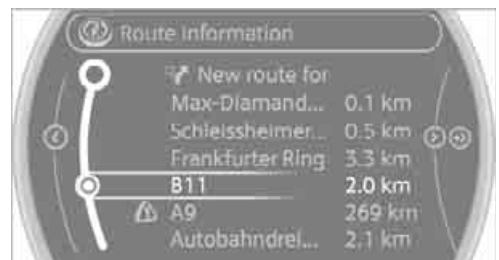 Route information
New route for
Max-Diamand... 0.1 km
Schleissheimer... 0.5 km
Frankfurter Ring 3.3 km
B11 2.0 km
A9 269 km
Autobahndrei... 2.1 km